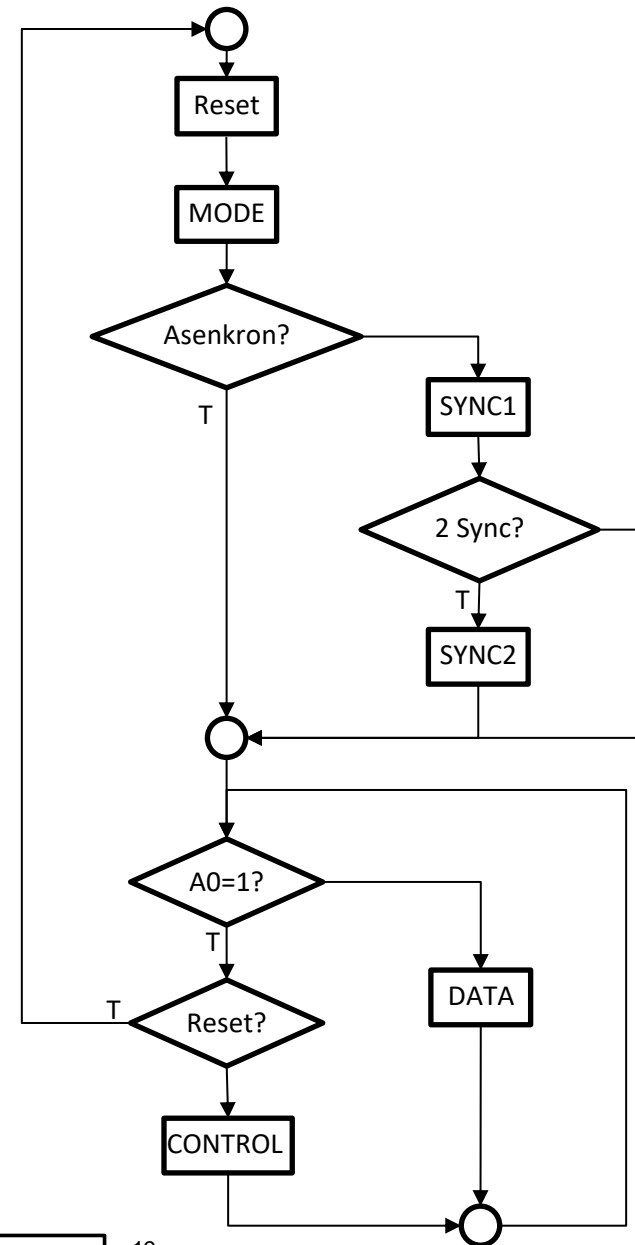 Reset
MODE
Asenkron?
T
SYNC1
2 Sync?
T
SYNC2
A0=1?
T
DATA
T
Reset?
CONTROL